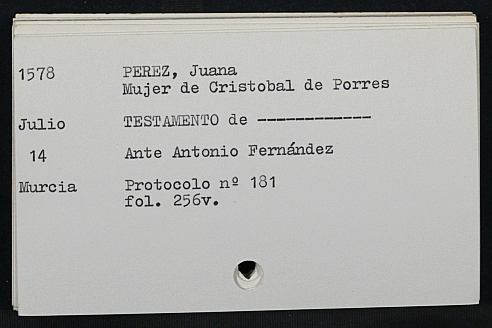 1578 PEREZ, Juana
Mujer de Cristobal de Porres
Julio TESTAMENTO de ------------
14 Ante Antonio Fernández
Murcia Protocolo nº 181
fol. 256v.